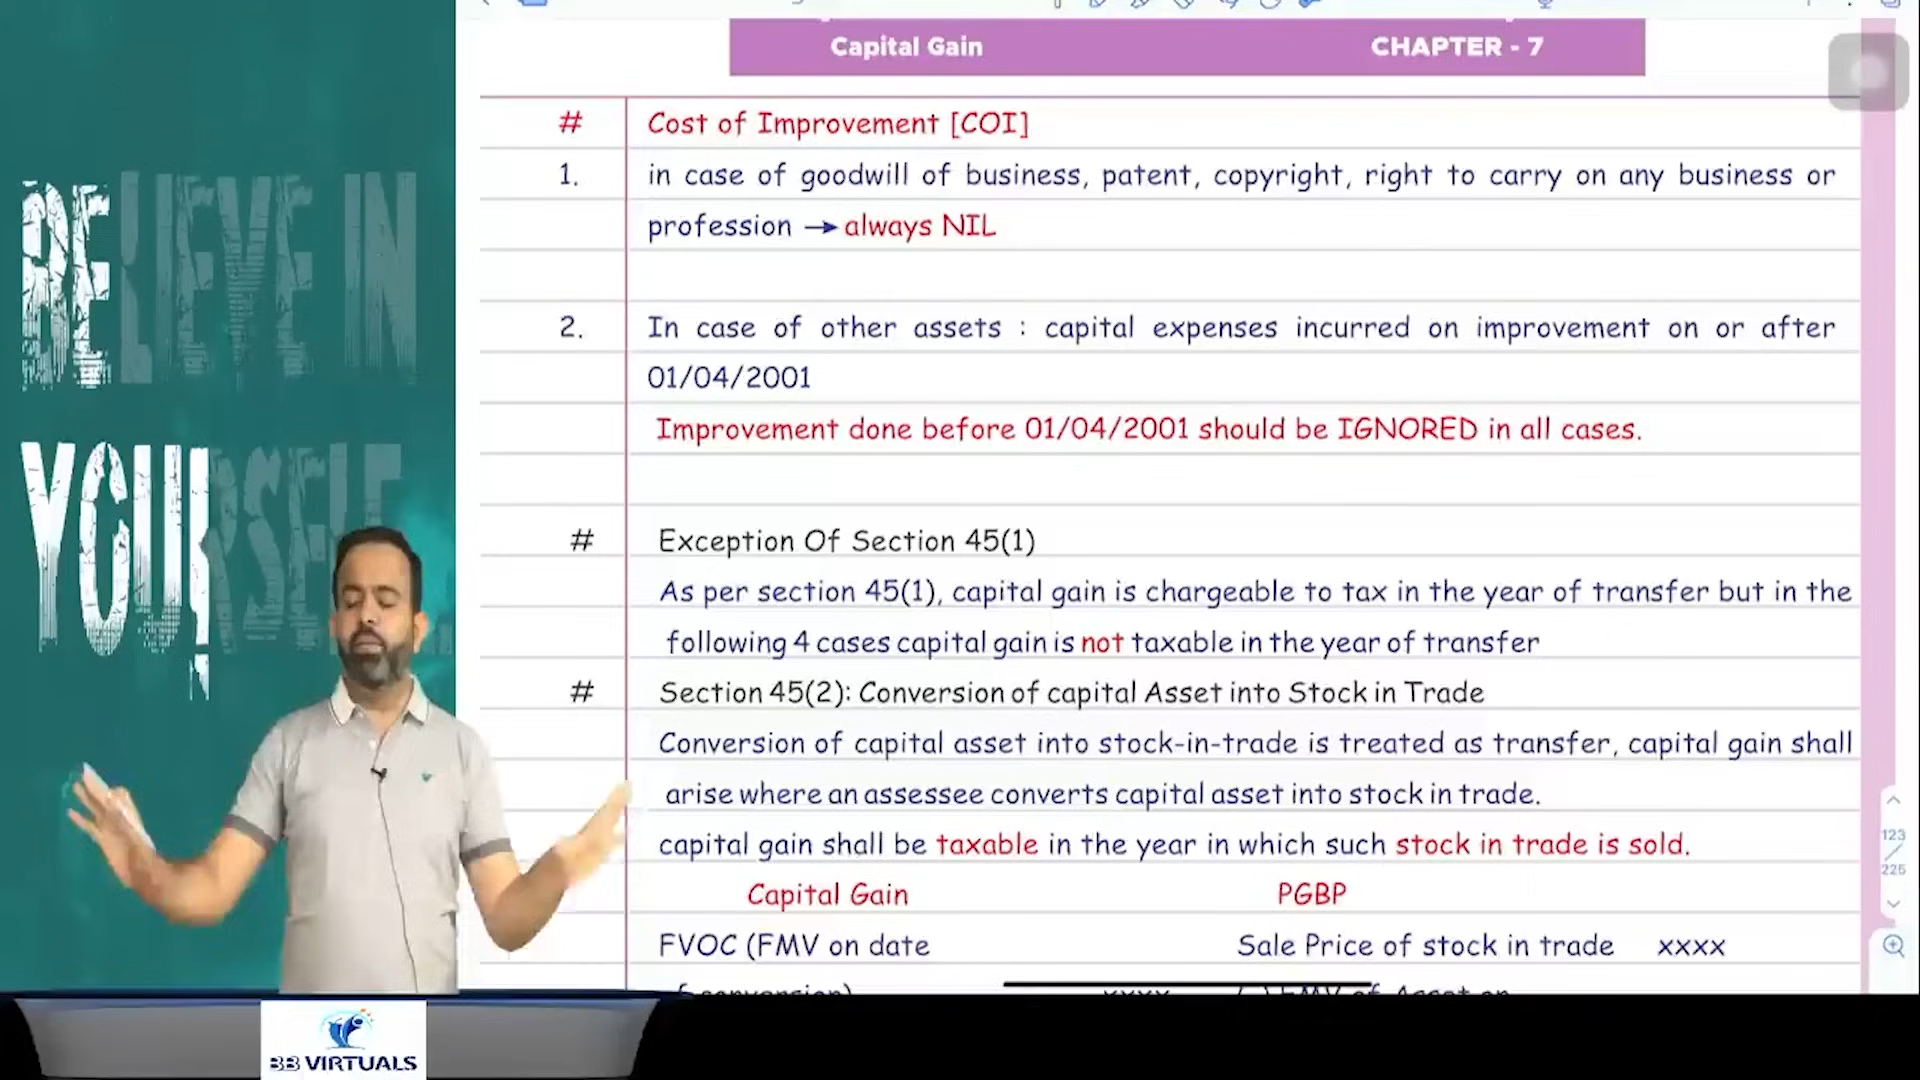 BELIEVE IN
Capital Gain CHAPTER - 7
# Cost of Improvement [COI]
1. in case of goodwill of business, patent, copyright, right to carry on any business or
profession → always NIL
2. In case of other assets : capital expenses incurred on improvement on or after
01/04/2001
Improvement done before 01/04/2001 should be IGNORED in all cases.
# Exception Of Section 45(1)
As per section 45(1), capital gain is chargeable to tax in the year of transfer but in the
following 4 cases capital gain is not taxable in the year of transfer
# Section 45(2): Conversion of capital Asset into Stock in Trade
Conversion of capital asset into stock-in-trade is treated as transfer, capital gain shall
arise where an assessee converts capital asset into stock in trade.
capital gain shall be taxable in the year in which such stock in trade is sold.
Capital Gain PGBP
FVOC (FMV on date Sale Price of stock in trade xxxx
YOURSELF
123
/
225
BB VIRTUALS